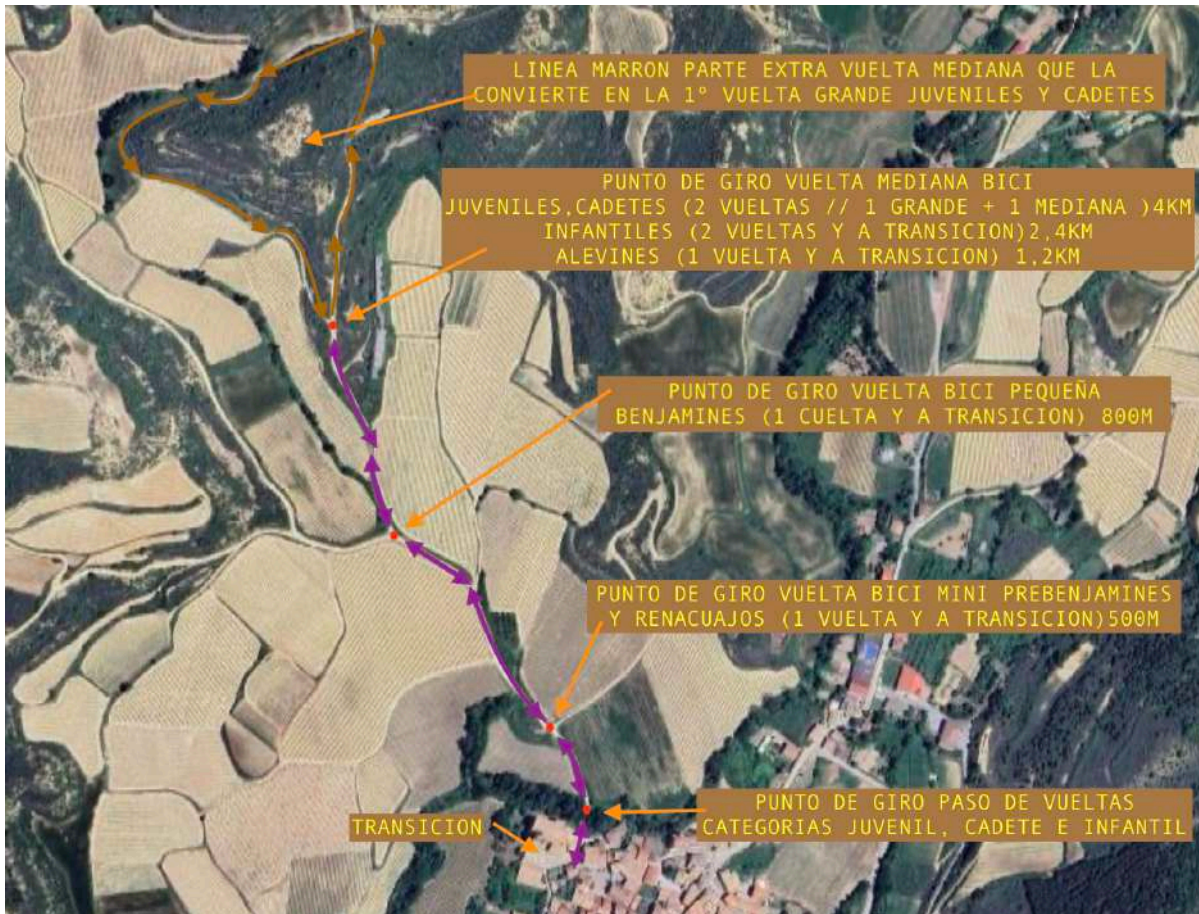 LINEA MARRON PARTE EXTRA VUELTA MEDIANA QUE LA
CONVIERTE EN LA 1º VUELTA GRANDE JUVENILES Y CADETES
PUNTO DE GIRO VUELTA MEDIANA BICI
JUVENILES,CADETES (2 VUELTAS // 1 GRANDE + 1 MEDIANA )4KM
INFANTILES (2 VUELTAS Y A TRANSICION)2,4KM
ALEVINES (1 VUELTA Y A TRANSICION) 1,2KM
PUNTO DE GIRO VUELTA BICI PEQUEÑA
BENJAMINES (1 CUELTA Y A TRANSICION) 800M
PUNTO DE GIRO VUELTA BICI MINI PREBENJAMINES
Y RENACUAJOS (1 VUELTA Y A TRANSICION)500M
PUNTO DE GIRO PASO DE VUELTAS
CATEGORIAS JUVENIL, CADETE E INFANTIL
TRANSICION